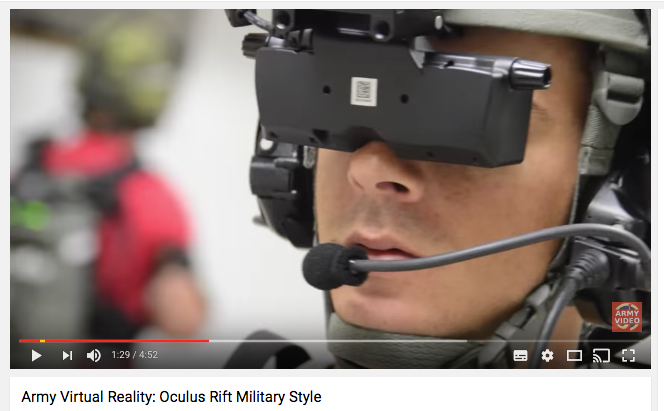 ARMY
VIDEO
1:29 / 4:52
Army Virtual Reality: Oculus Rift Military Style